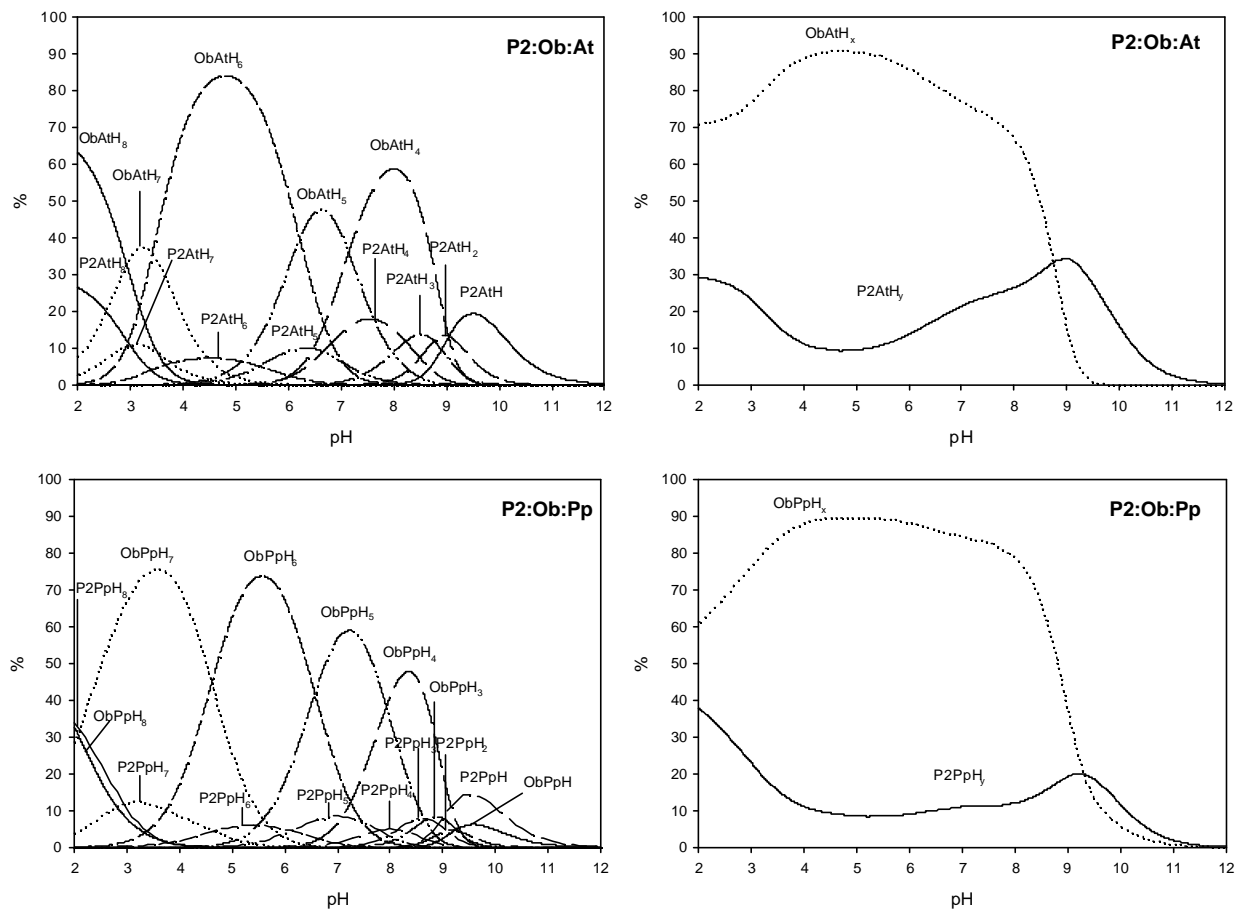 P2:Ob:At
100
90
80
70
60
50
40
30
20
10
0
%
ObAtH6
ObAtH8
ObAtH7
ObAtH4
ObAtH5
P2AtH8
P2AtH7
P2AtH4
P2AtH2
P2AtH3
P2AtH
P2AtH6
P2AtH5
2 3 4 5 6 7 8 9 10 11 12
pH
P2:Ob:At
100
90
80
70
60
50
40
30
20
10
0
%
ObAtHx
P2AtHy
2 3 4 5 6 7 8 9 10 11 12
pH
P2:Ob:Pp
100
90
80
70
60
50
40
30
20
10
0
%
ObPpH7
ObPpH6
P2PpH8
ObPpH5
ObPpH4
ObPpH3
ObPpH8
P2PpH3
P2PpH2
P2PpH7
P2PpH
ObPpH
P2PpH6
P2PpH5
P2PpH4
2 3 4 5 6 7 8 9 10 11 12
pH
P2:Ob:Pp
100
90
80
70
60
50
40
30
20
10
0
%
ObPpHx
P2PpHy
2 3 4 5 6 7 8 9 10 11 12
pH